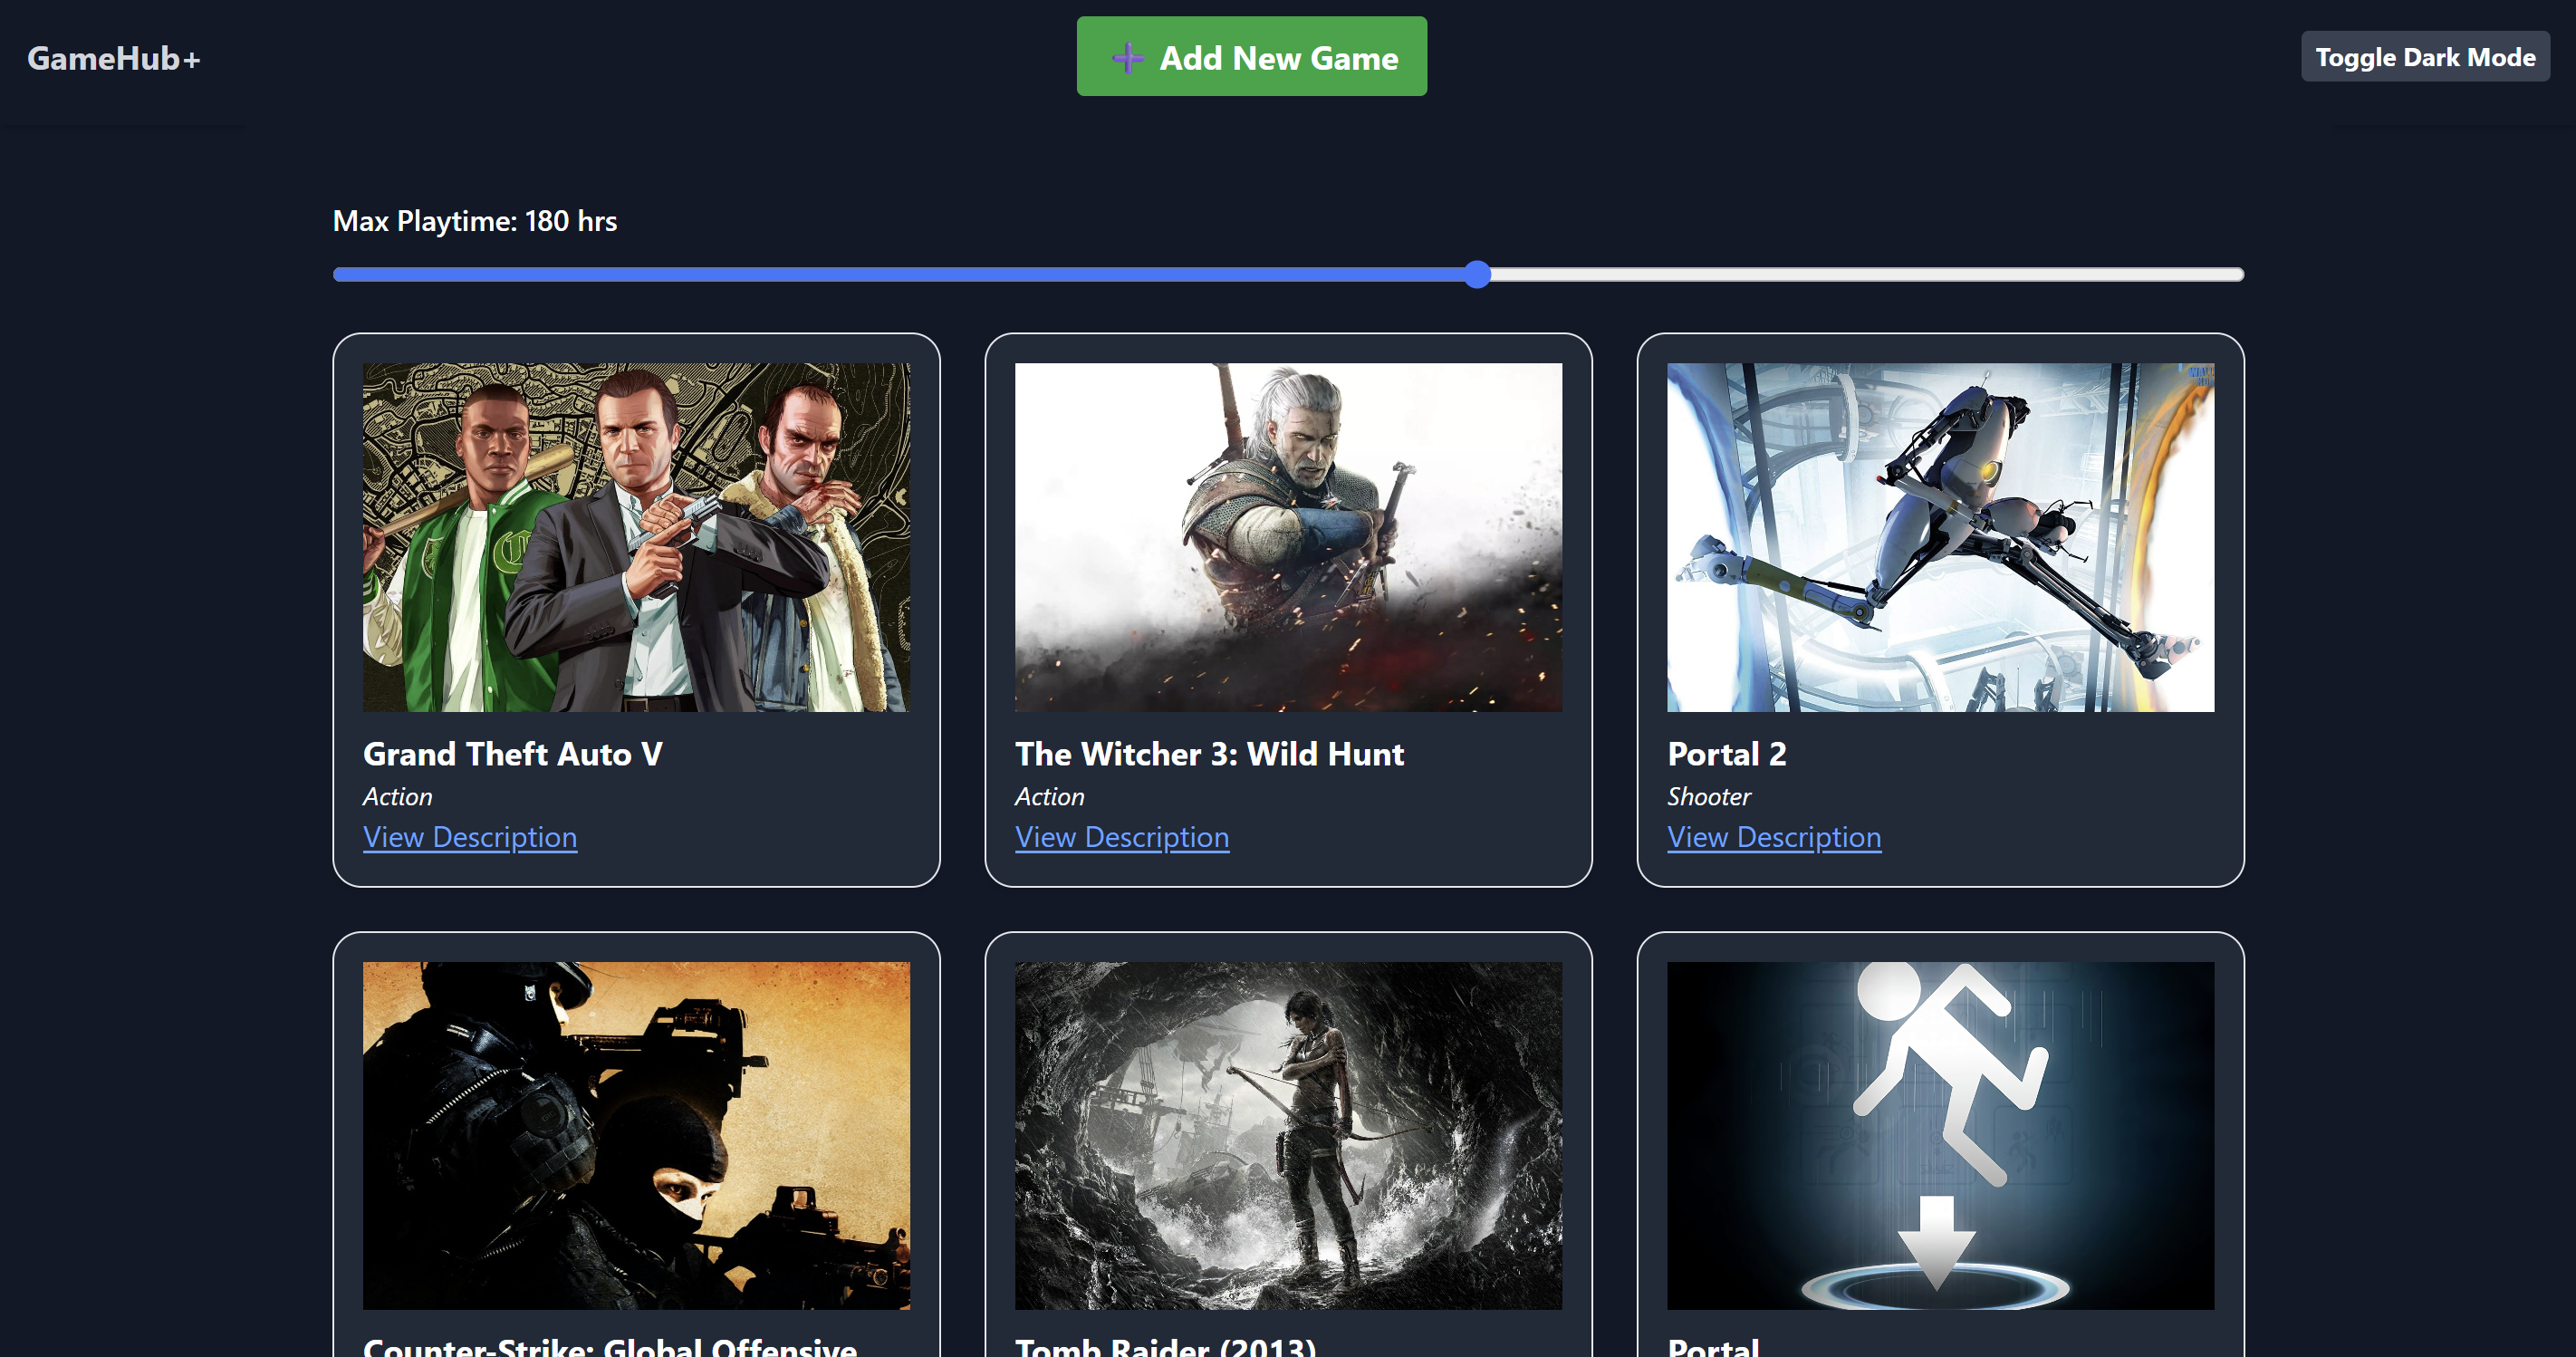 GameHub+
➕ Add New Game
Toggle Dark Mode
Max Playtime: 180 hrs
Grand Theft Auto V
Action
View Description
The Witcher 3: Wild Hunt
Action
View Description
Portal 2
Shooter
View Description
Counter-Strike: Global Offensive
Tomb Raider (2013)
Portal